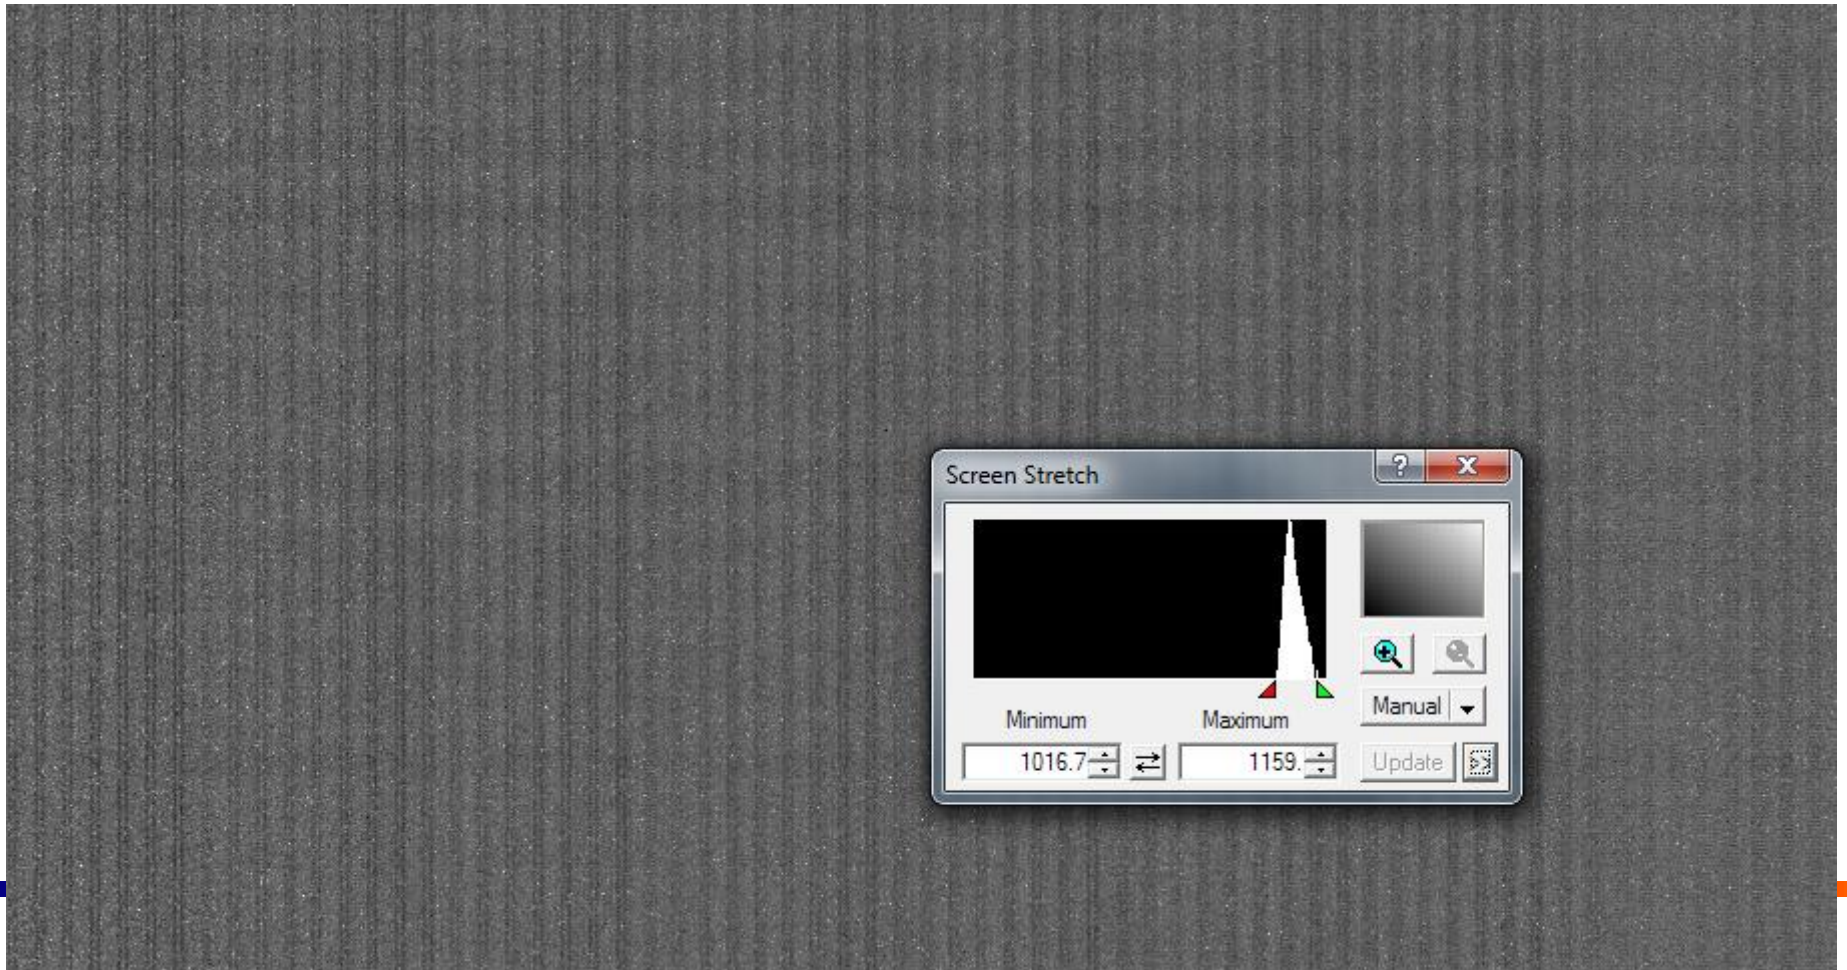 Screen Stretch
?
Minimum
Maximum
Manual
1016.7
1159.
Update